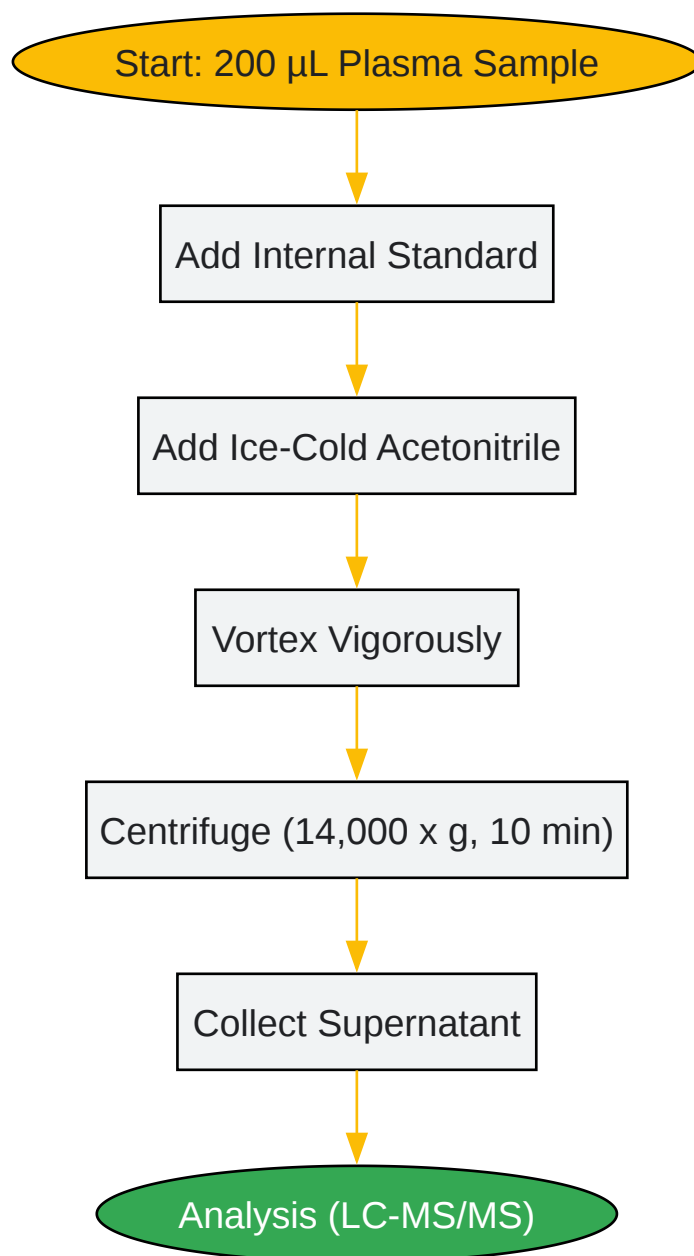 Start: 200 µL Plasma Sample
Add Internal Standard
Add Ice-Cold Acetonitrile
Vortex Vigorously
Centrifuge (14,000 x g, 10 min)
Collect Supernatant
Analysis (LC-MS/MS)